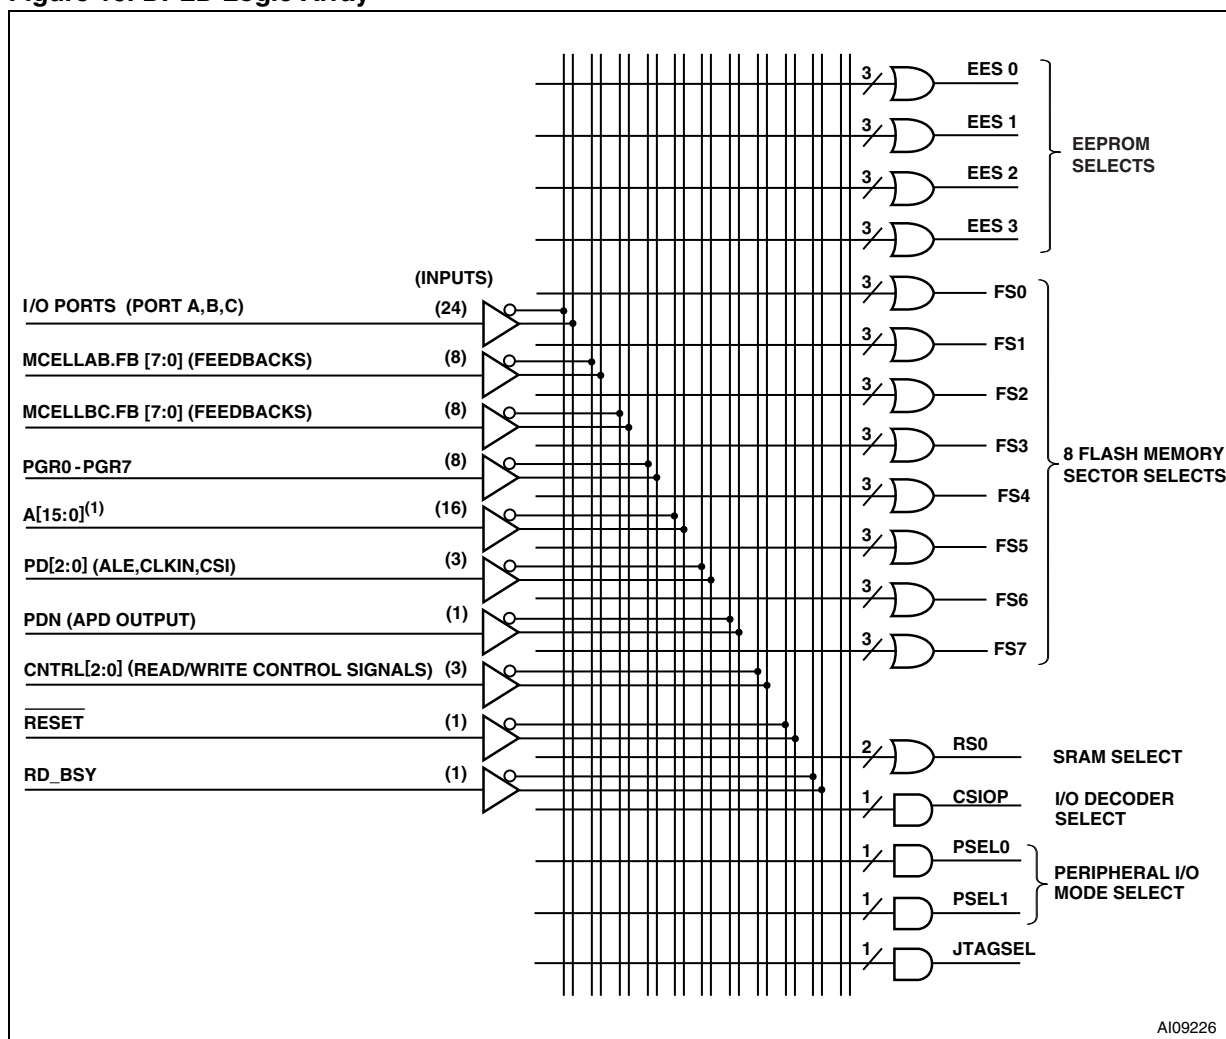 3 EES 0
3 EES 1
EEPROM
SELECTS
3 EES 2
3 EES 3
(INPUTS)
I/O PORTS (PORT A,B,C) (24)
3 FS0
MCELLAB.FB [7:0] (FEEDBACKS) (8)
3 FS1
MCELLBC.FB [7:0] (FEEDBACKS) (8)
3 FS2
PGR0 -PGR7 (8)
3 FS3
8 FLASH MEMORY
SECTOR SELECTS
A[15:0](1) (16)
3 FS4
PD[2:0] (ALE,CLKIN,CSI) (3)
3 FS5
PDN (APD OUTPUT) (1)
3 FS6
CNTRL[2:0] (READ/WRITE CONTROL SIGNALS) (3)
3 FS7
RESET (1)
RD_BSY (1)
2 RS0 SRAM SELECT
1 CSIOP I/O DECODER
SELECT
1 PSEL0
PERIPHERAL I/O
MODE SELECT
1 PSEL1
1 JTAGSEL
AI09226